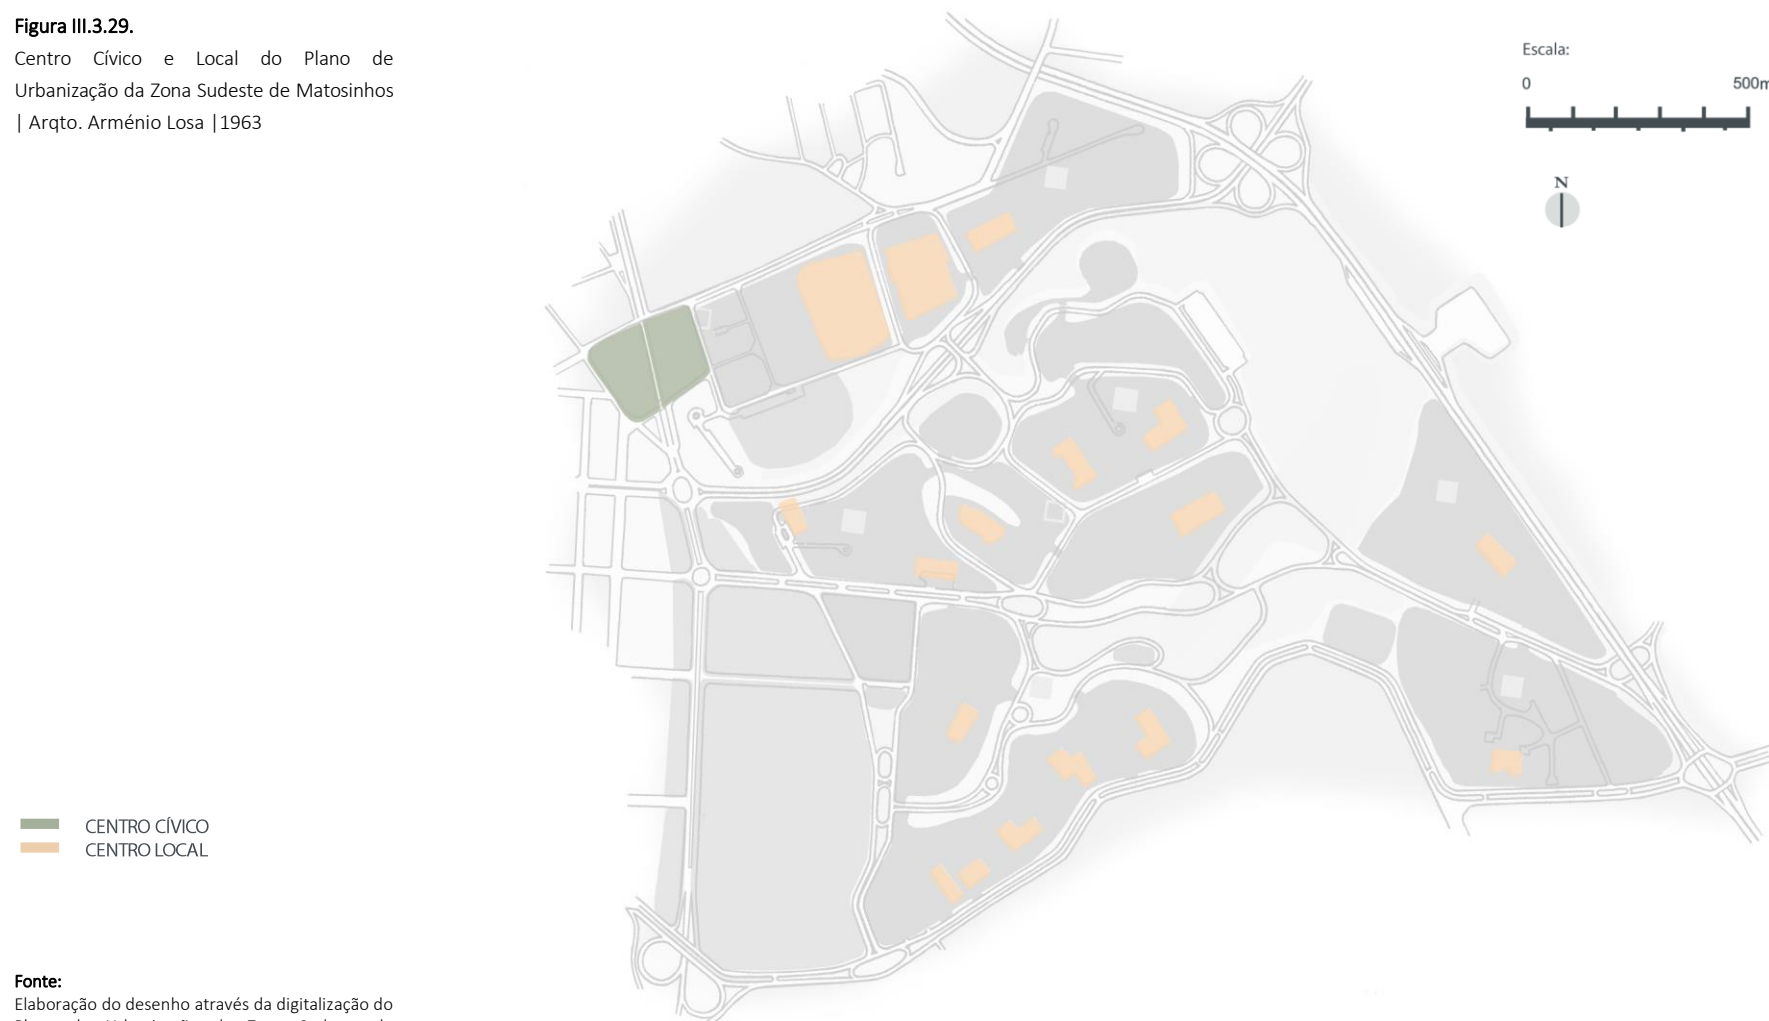 Figura III.3.29.
Centro Cívico e Local do Plano de
Urbanização da Zona Sudeste de Matosinhos
| Arqto. Arménio Losa |1963
Escala:
0 500m
N
CENTRO CÍVICO
CENTRO LOCAL
Fonte:
Elaboração do desenho através da digitalização do